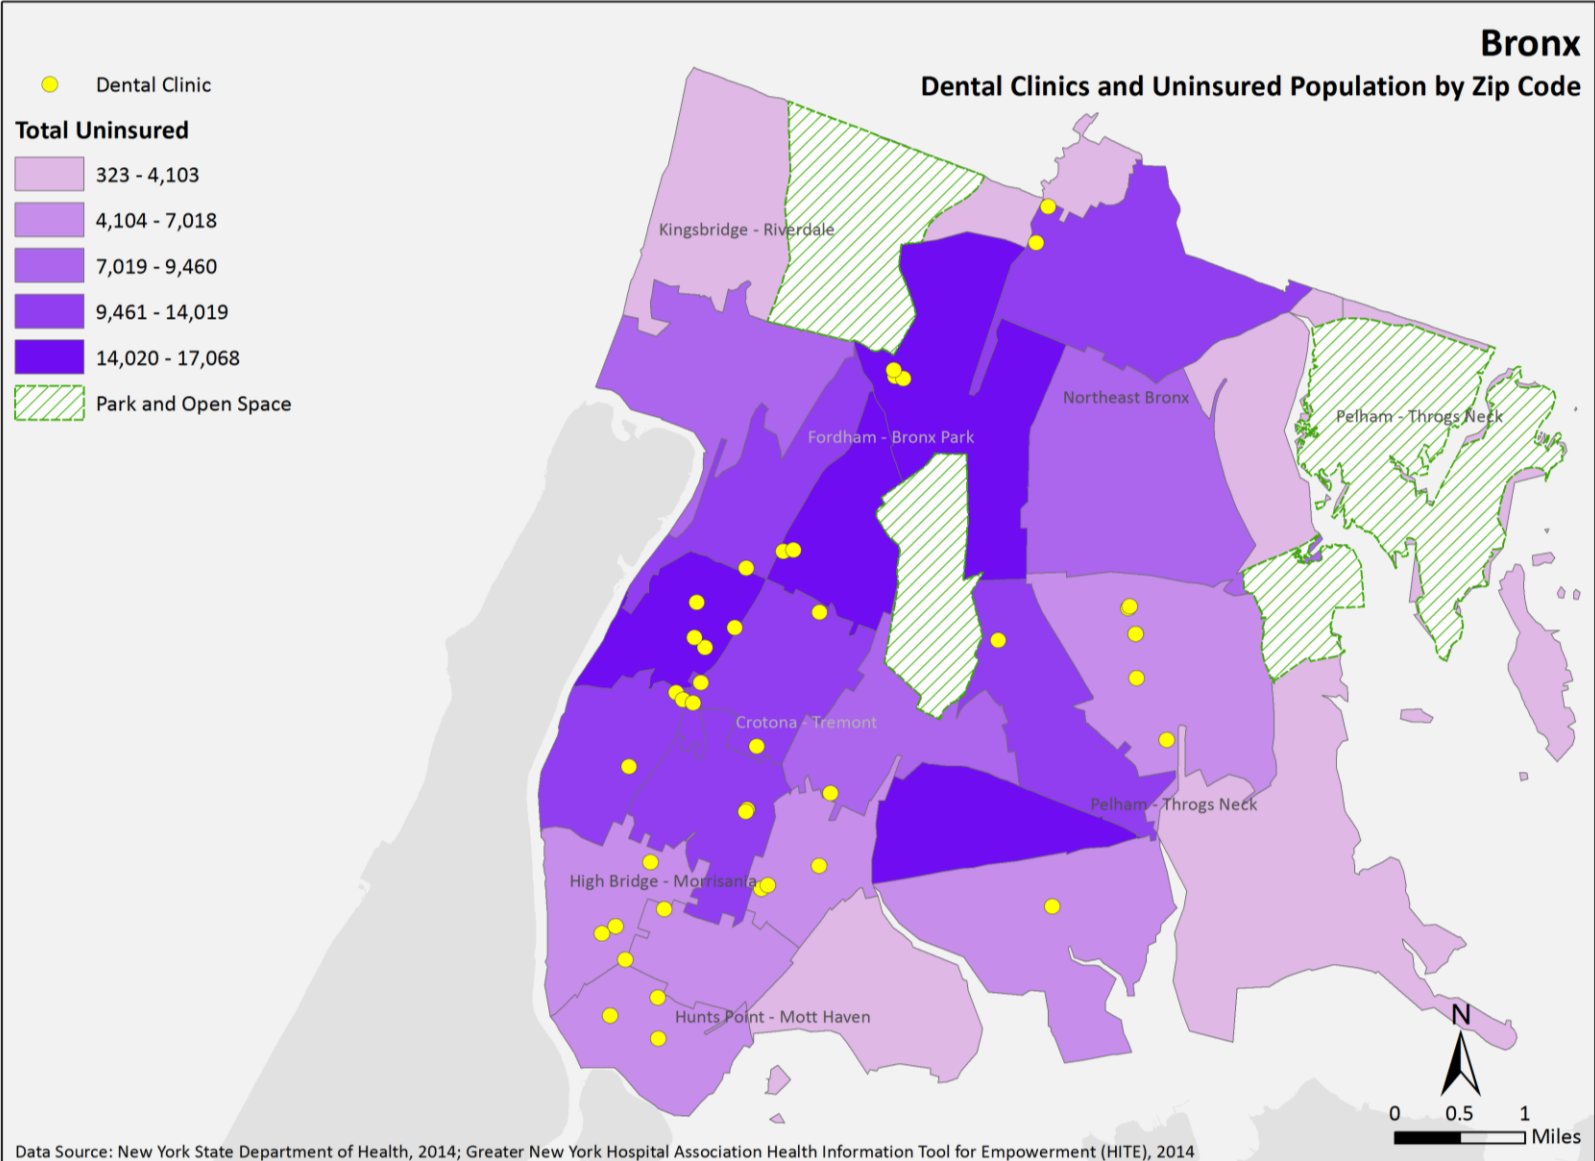 Bronx
Dental Clinics and Uninsured Population by Zip Code
Dental Clinic
Total Uninsured
323 - 4,103
4,104 - 7,018
7,019 - 9,460
9,461 - 14,019
14,020 - 17,068
Park and Open Space
Kingsbridge - Riverdale
Northeast Bronx
Pelham - Throgs Neck
Fordham - Bronx Park
Crotona - Tremont
Pelham - Throgs Neck
High Bridge - Morrisania
Hunts Point - Mott Haven
N
0 0.5 1
Miles
Data Source: New York State Department of Health, 2014; Greater New York Hospital Association Health Information Tool for Empowerment (HITE), 2014